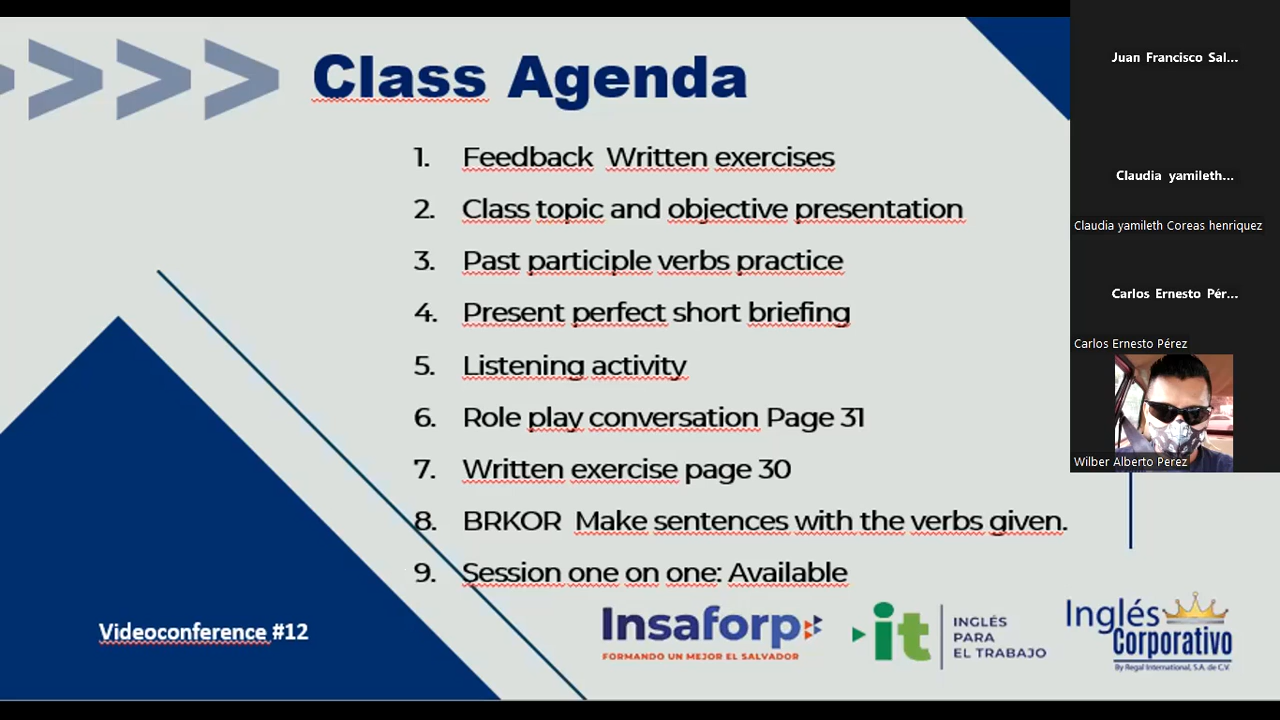 Class Agenda
1. Feedback Written exercises
2. Class topic and objective presentation
3. Past participle verbs practice
4. Present perfect short briefing
5. Listening activity
6. Role play conversation Page 31
7. Written exercise page 30
8. BRKOR Make sentences with the verbs given.
9. Session one on one: Available
Videoconference #12
Insaforp
FORMANDO UN MEJOR EL SALVADOR
it
INGLÉS
PARA
EL TRABAJO
Inglés
Corporativo
By Regal International, S.A. de C.V.
Juan Francisco Sal...
Claudia yamileth...
Claudia yamileth Coreas henriquez
Carlos Ernesto Pér...
Carlos Ernesto Pérez
Wilber Alberto Perez